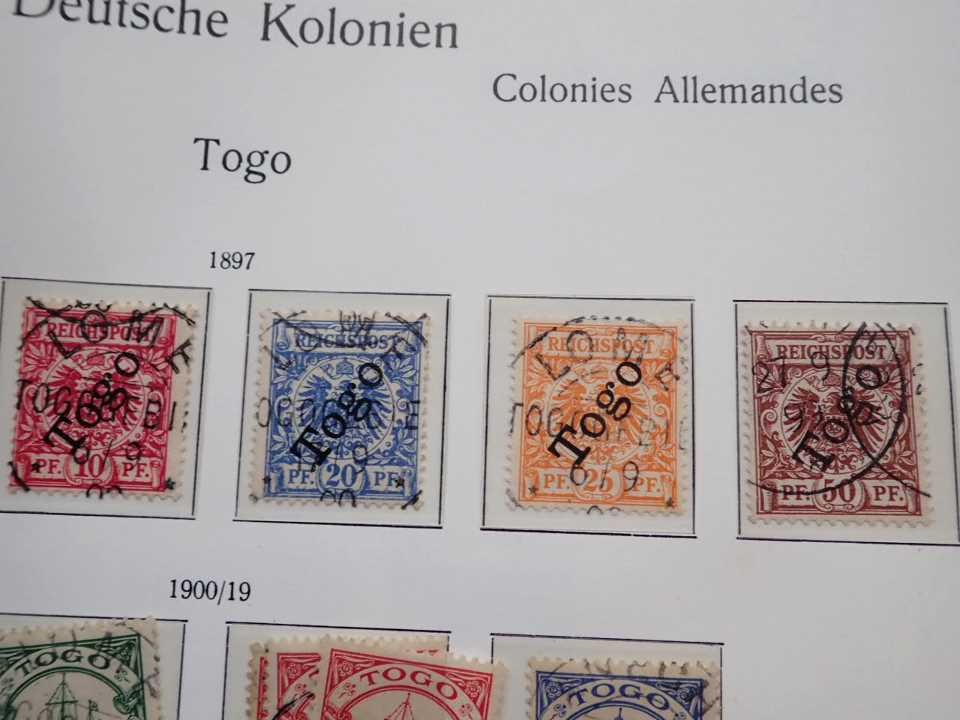 Deutsche Kolonien
Colonies Allemandes
Togo
1897
REICHSPOST
Togo
PF. 10 PF.
REICHSPOST
Togo
PF. 20 PF.
REICHSPOST
Togo
PF. 25 PF.
REICHSPOST
Togo
PF. 50 PF.
1900/19
TOGO
TOGO
TOGO